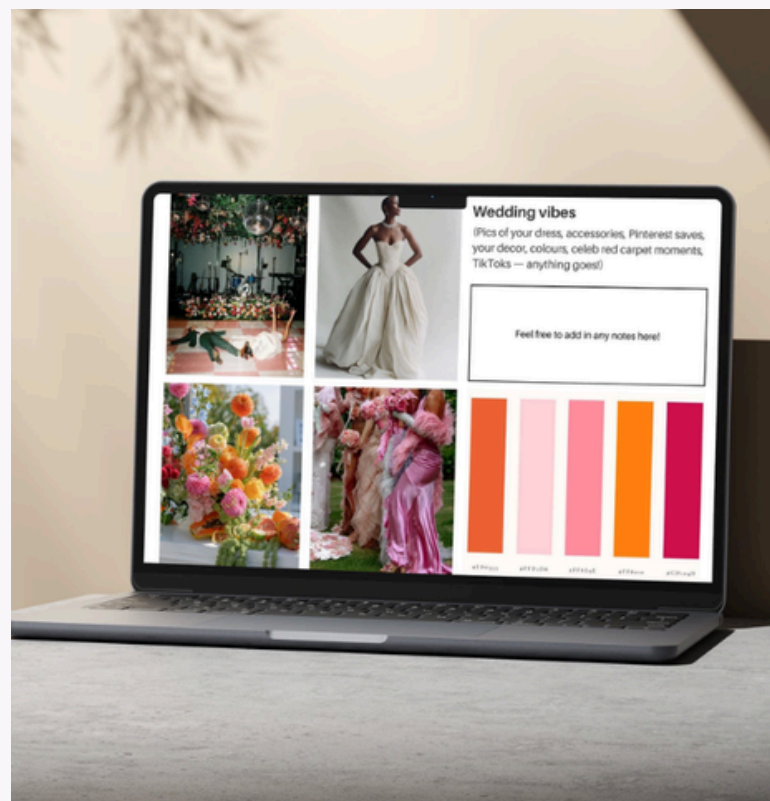 Wedding vibes
(Pics of your dress, accessories, Pinterest saves,
your decor, colours, celeb red carpet moments,
TikToks — anything goes!)
Feel free to add in any notes here!